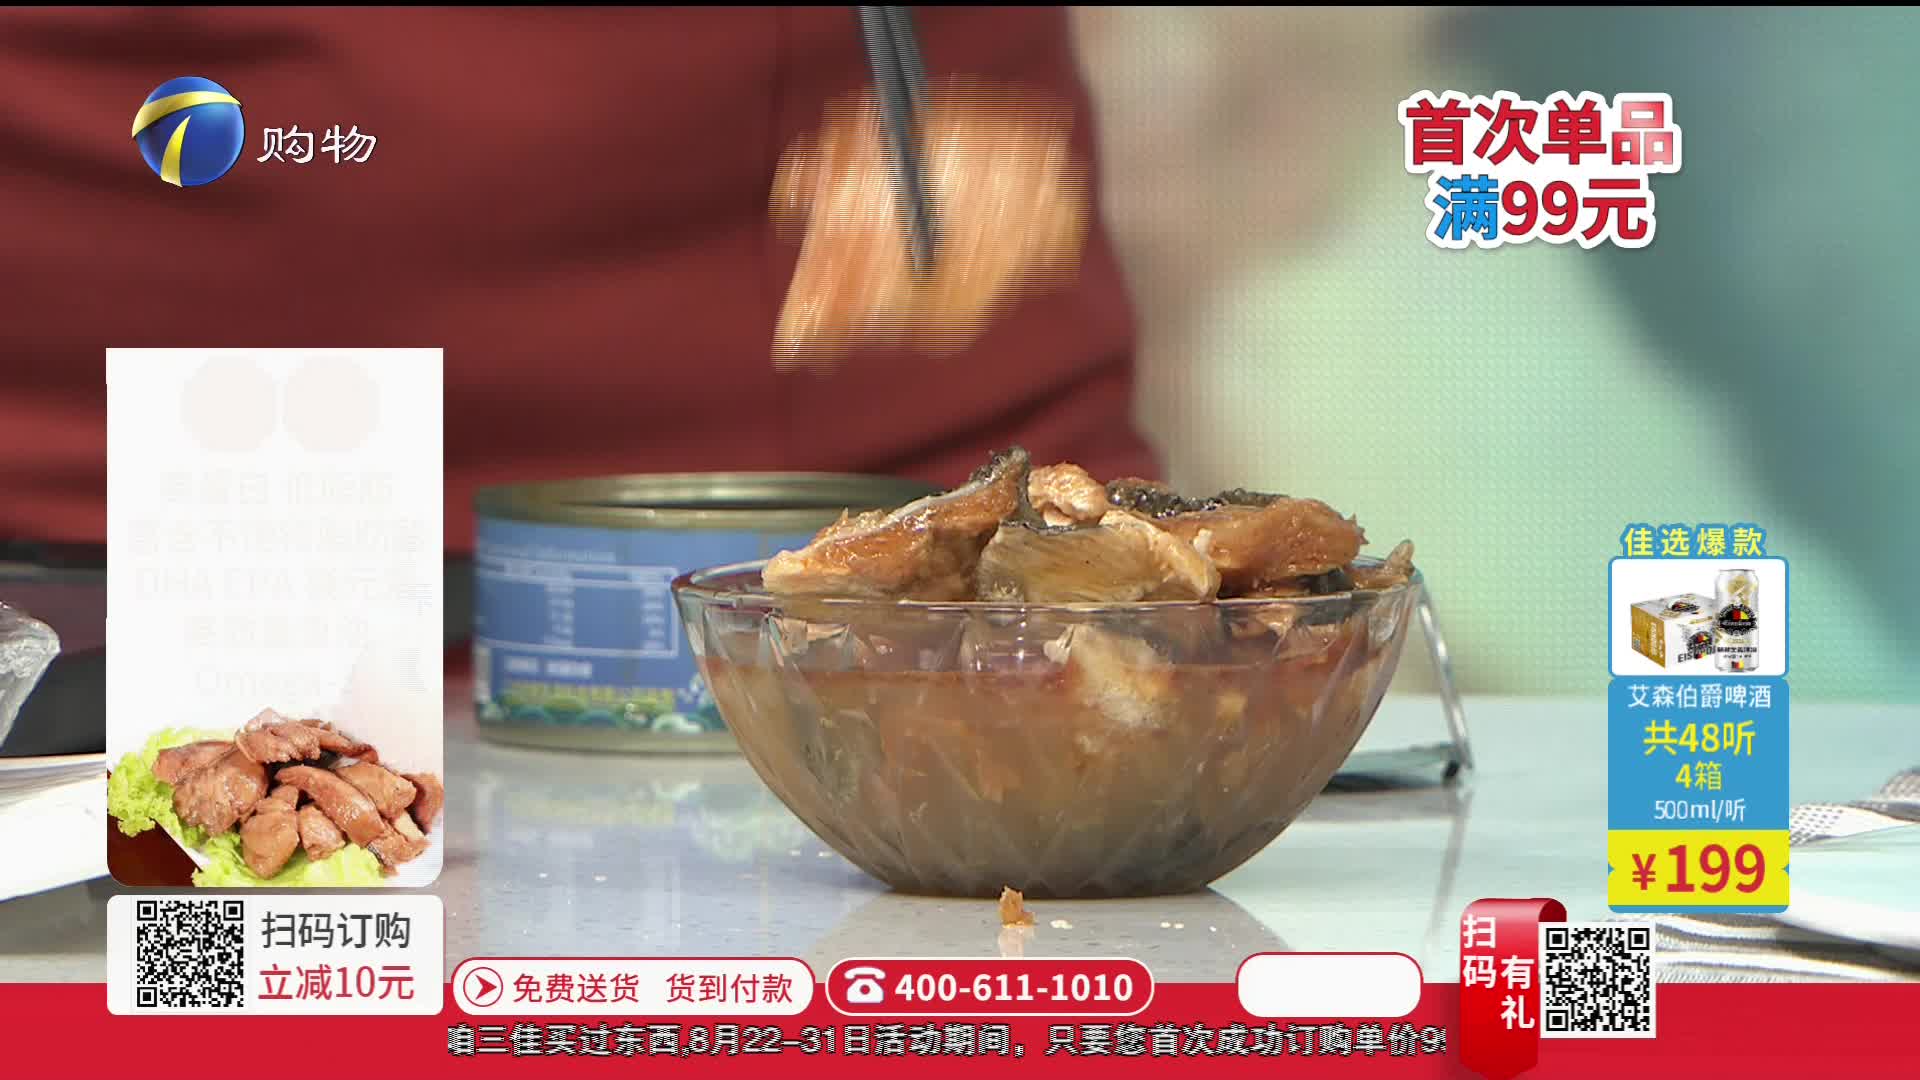 购物
首次单品
满99元
DHA EPA
佳选爆款
艾森伯爵啤酒
共48听
4箱
500ml/听
¥199
扫码订购
立减10元
免费送货 货到付款
400-611-1010
扫码有礼
咱三佳买过东西,8月22-31日活动期间，只要您首次成功订购单价9